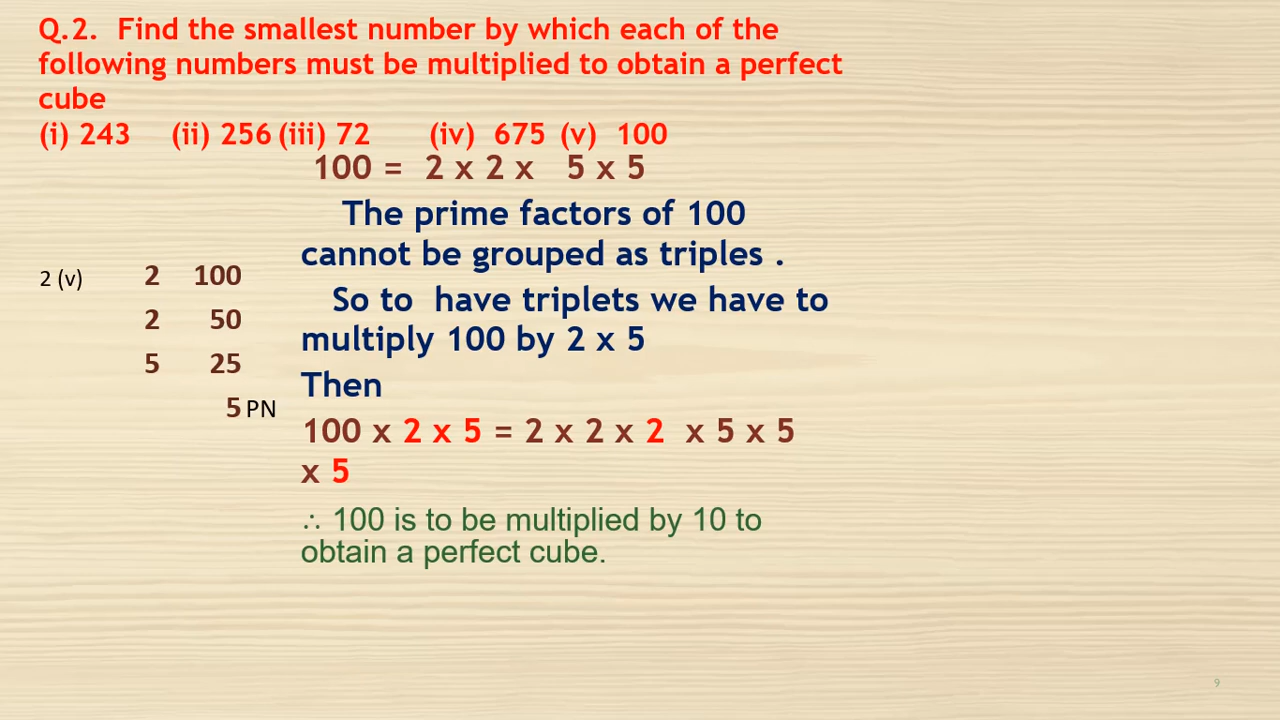 Q.2. Find the smallest number by which each of the
following numbers must be multiplied to obtain a perfect
cube
(i) 243 (ii) 256 (iii) 72 (iv) 675 (v) 100
100 = 2 x 2 x 5 x 5
The prime factors of 100
cannot be grouped as triples .
2 (v) 2 100
2 50
5 25
5 PN
So to have triplets we have to
multiply 100 by 2 x 5
Then
100 x 2 x 5 = 2 x 2 x 2 x 5 x 5
x 5
∴ 100 is to be multiplied by 10 to
obtain a perfect cube.
9